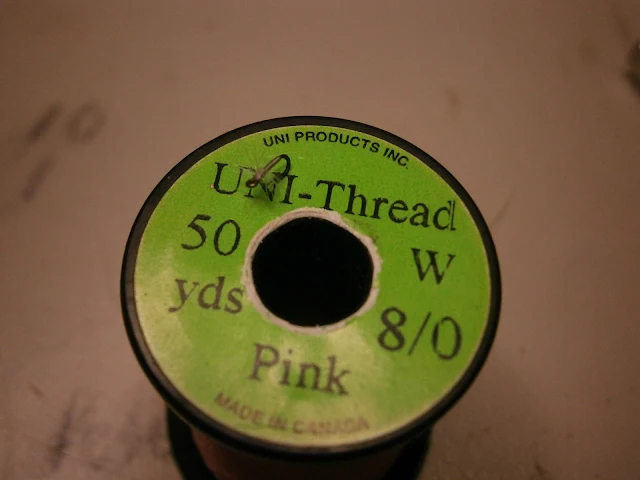 UNI PRODUCTS INC.
UNI-Thread
50 W
yds 8/0
Pink
MADE IN CANADA